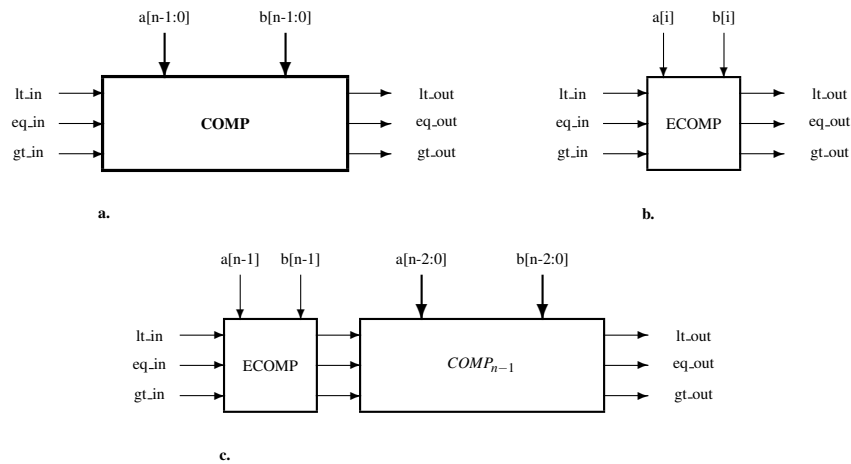 a[n-1:0] b[n-1:0] a[i] b[i]
lt_in lt_out lt_in lt_out
eq_in COMP eq_out eq_in ECOMP eq_out
gt_in gt_out gt_in gt_out
a. b.
a[n-1] b[n-1] a[n-2:0] b[n-2:0]
lt_in lt_out
eq_in ECOMP COMPₙ₋₁ eq_out
gt_in gt_out
c.